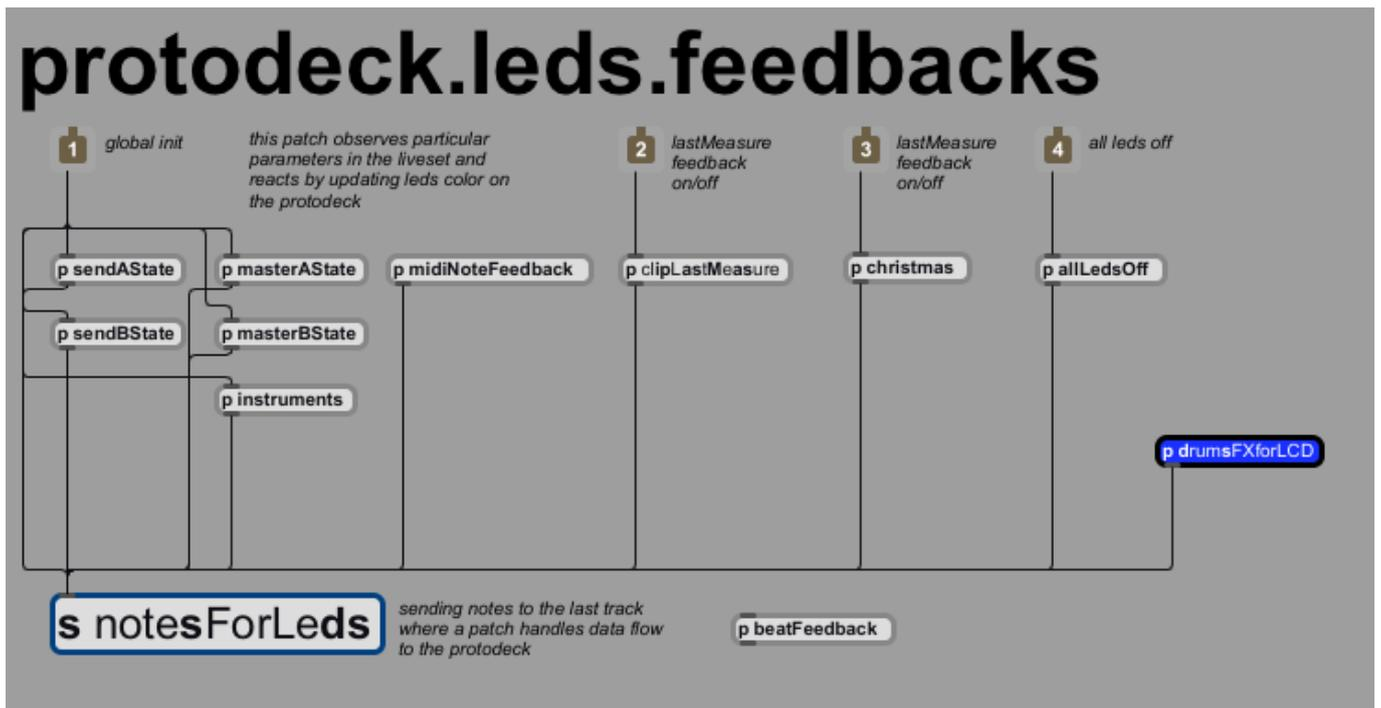 protodeck.leds.feedbacks
1
global init
this patch observes particular
parameters in the liveset and
reacts by updating leds color on
the protodeck
2
lastMeasure
feedback
on/off
3
lastMeasure
feedback
on/off
4
all leds off
p sendAState
p masterAState
p midiNoteFeedback
p clipLastMeasure
p christmas
p allLedsOff
p sendBState
p masterBState
p instruments
p drumsFXforLCD
s notesForLeds
sending notes to the last track
where a patch handles data flow
to the protodeck
p beatFeedback